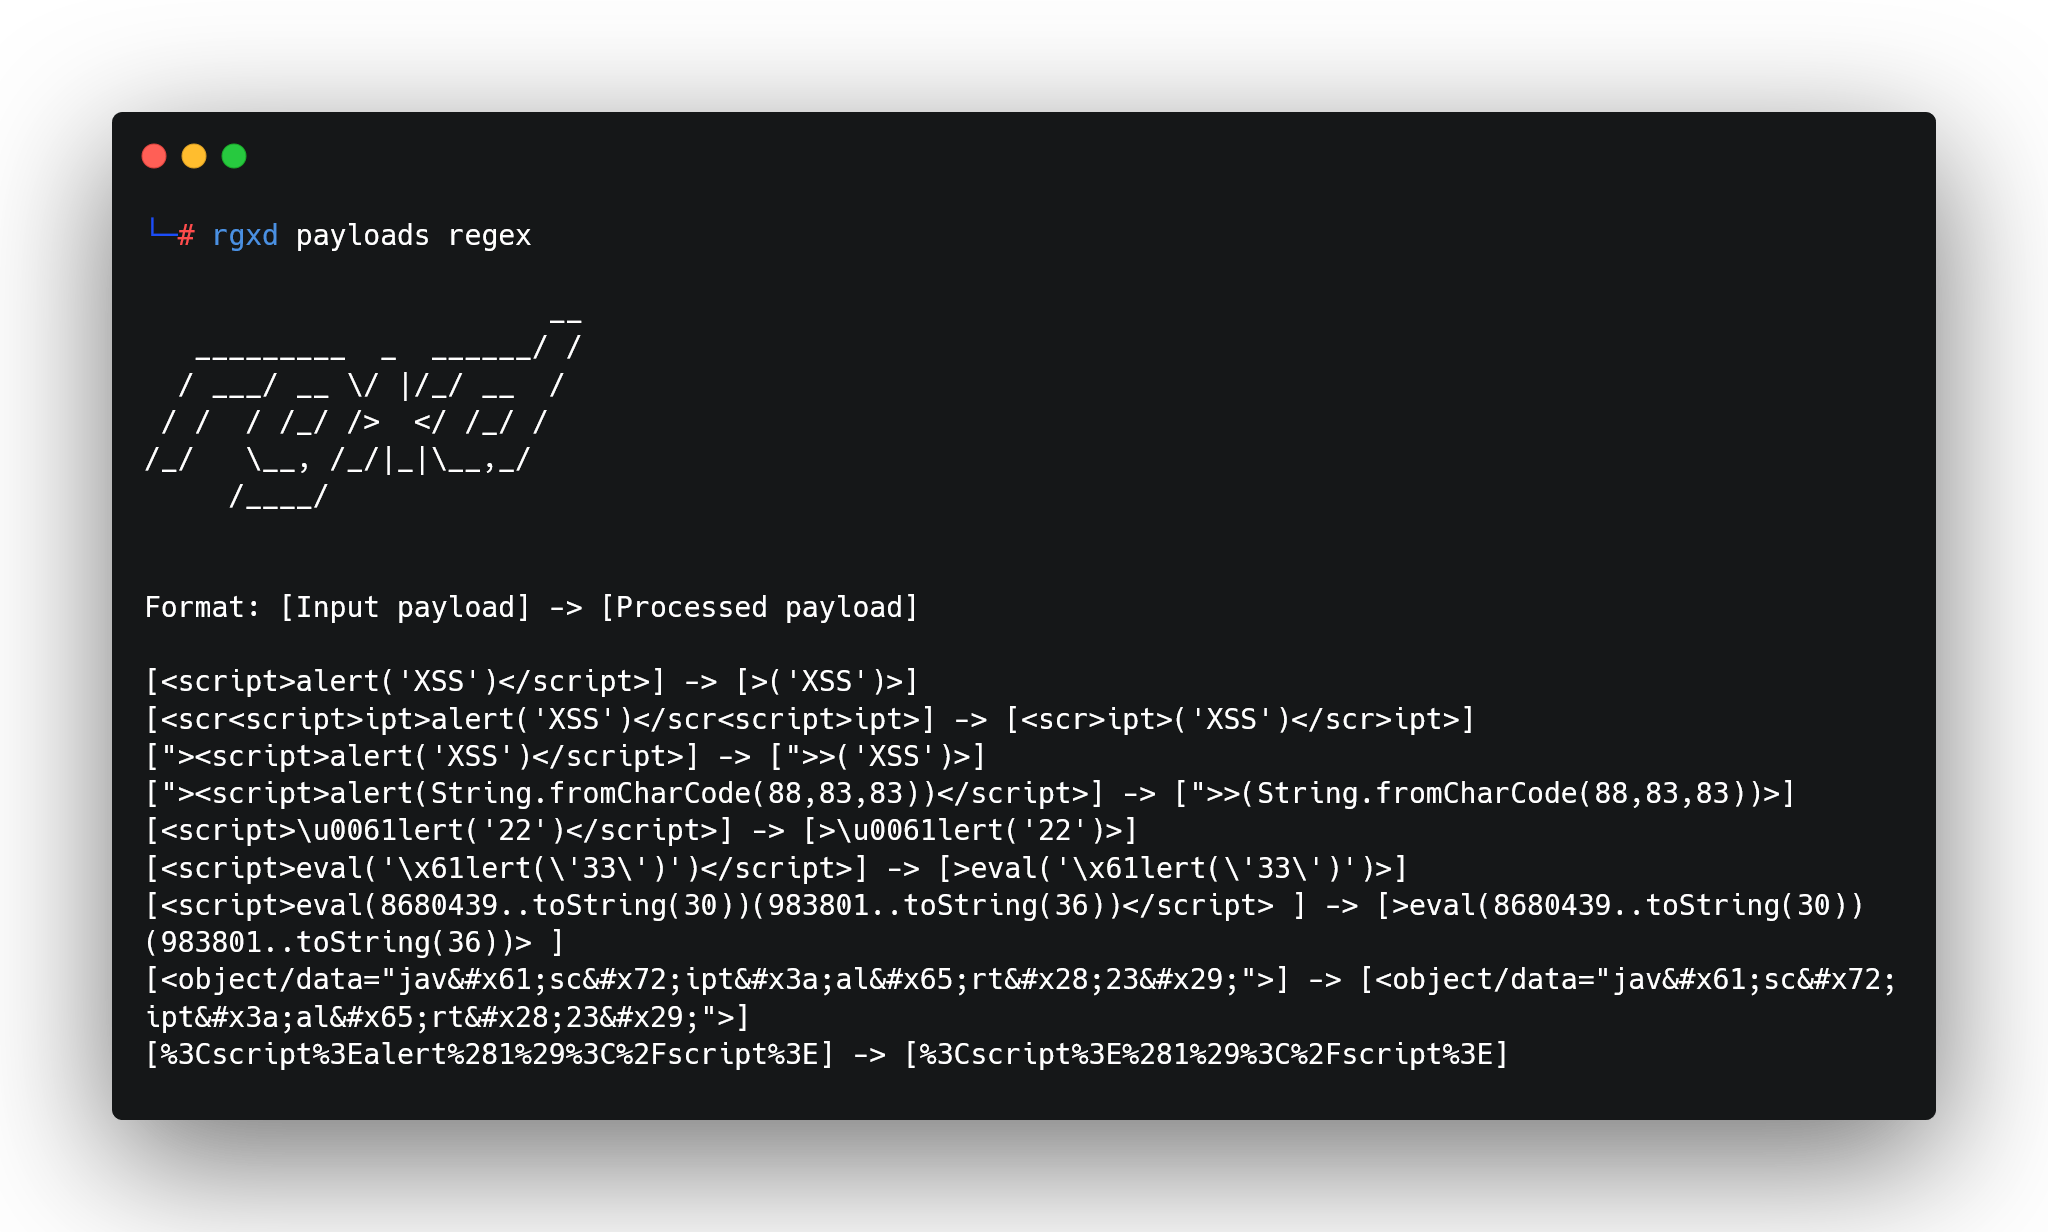 └─# rgxd payloads regex
                                                __
   _________  _  ______/ /
  / ___/ __ \/ |/_/ __  /
 / /  / /_/ />  </ /_/ /
/_/   \__, /_/|_|\__,_/
     /____/
Format: [Input payload] -> [Processed payload]
[<script>alert('XSS')</script>] -> [>('XSS')>]
[<scr<script>ipt>alert('XSS')</scr<script>ipt>] -> [<scr>ipt>('XSS')</scr>ipt>]
["><script>alert('XSS')</script>] -> [">>('XSS')>]
["><script>alert(String.fromCharCode(88,83,83))</script>] -> [">>(String.fromCharCode(88,83,83))>]
[<script>\u0061lert('22')</script>] -> [>\u0061lert('22')>]
[<script>eval('\x61lert(\'33\')')</script>] -> [>eval('\x61lert(\'33\')')>]
[<script>eval(8680439..toString(30))(983801..toString(36))</script> ] -> [>eval(8680439..toString(30))
(983801..toString(36))> ]
[<object/data="jav&#x61;sc&#x72;ipt&#x3a;al&#x65;rt&#x28;23&#x29;">] -> [<object/data="jav&#x61;sc&#x72;
ipt&#x3a;al&#x65;rt&#x28;23&#x29;">]
[%3Cscript%3Ealert%281%29%3C%2Fscript%3E] -> [%3Cscript%3E%281%29%3C%2Fscript%3E]